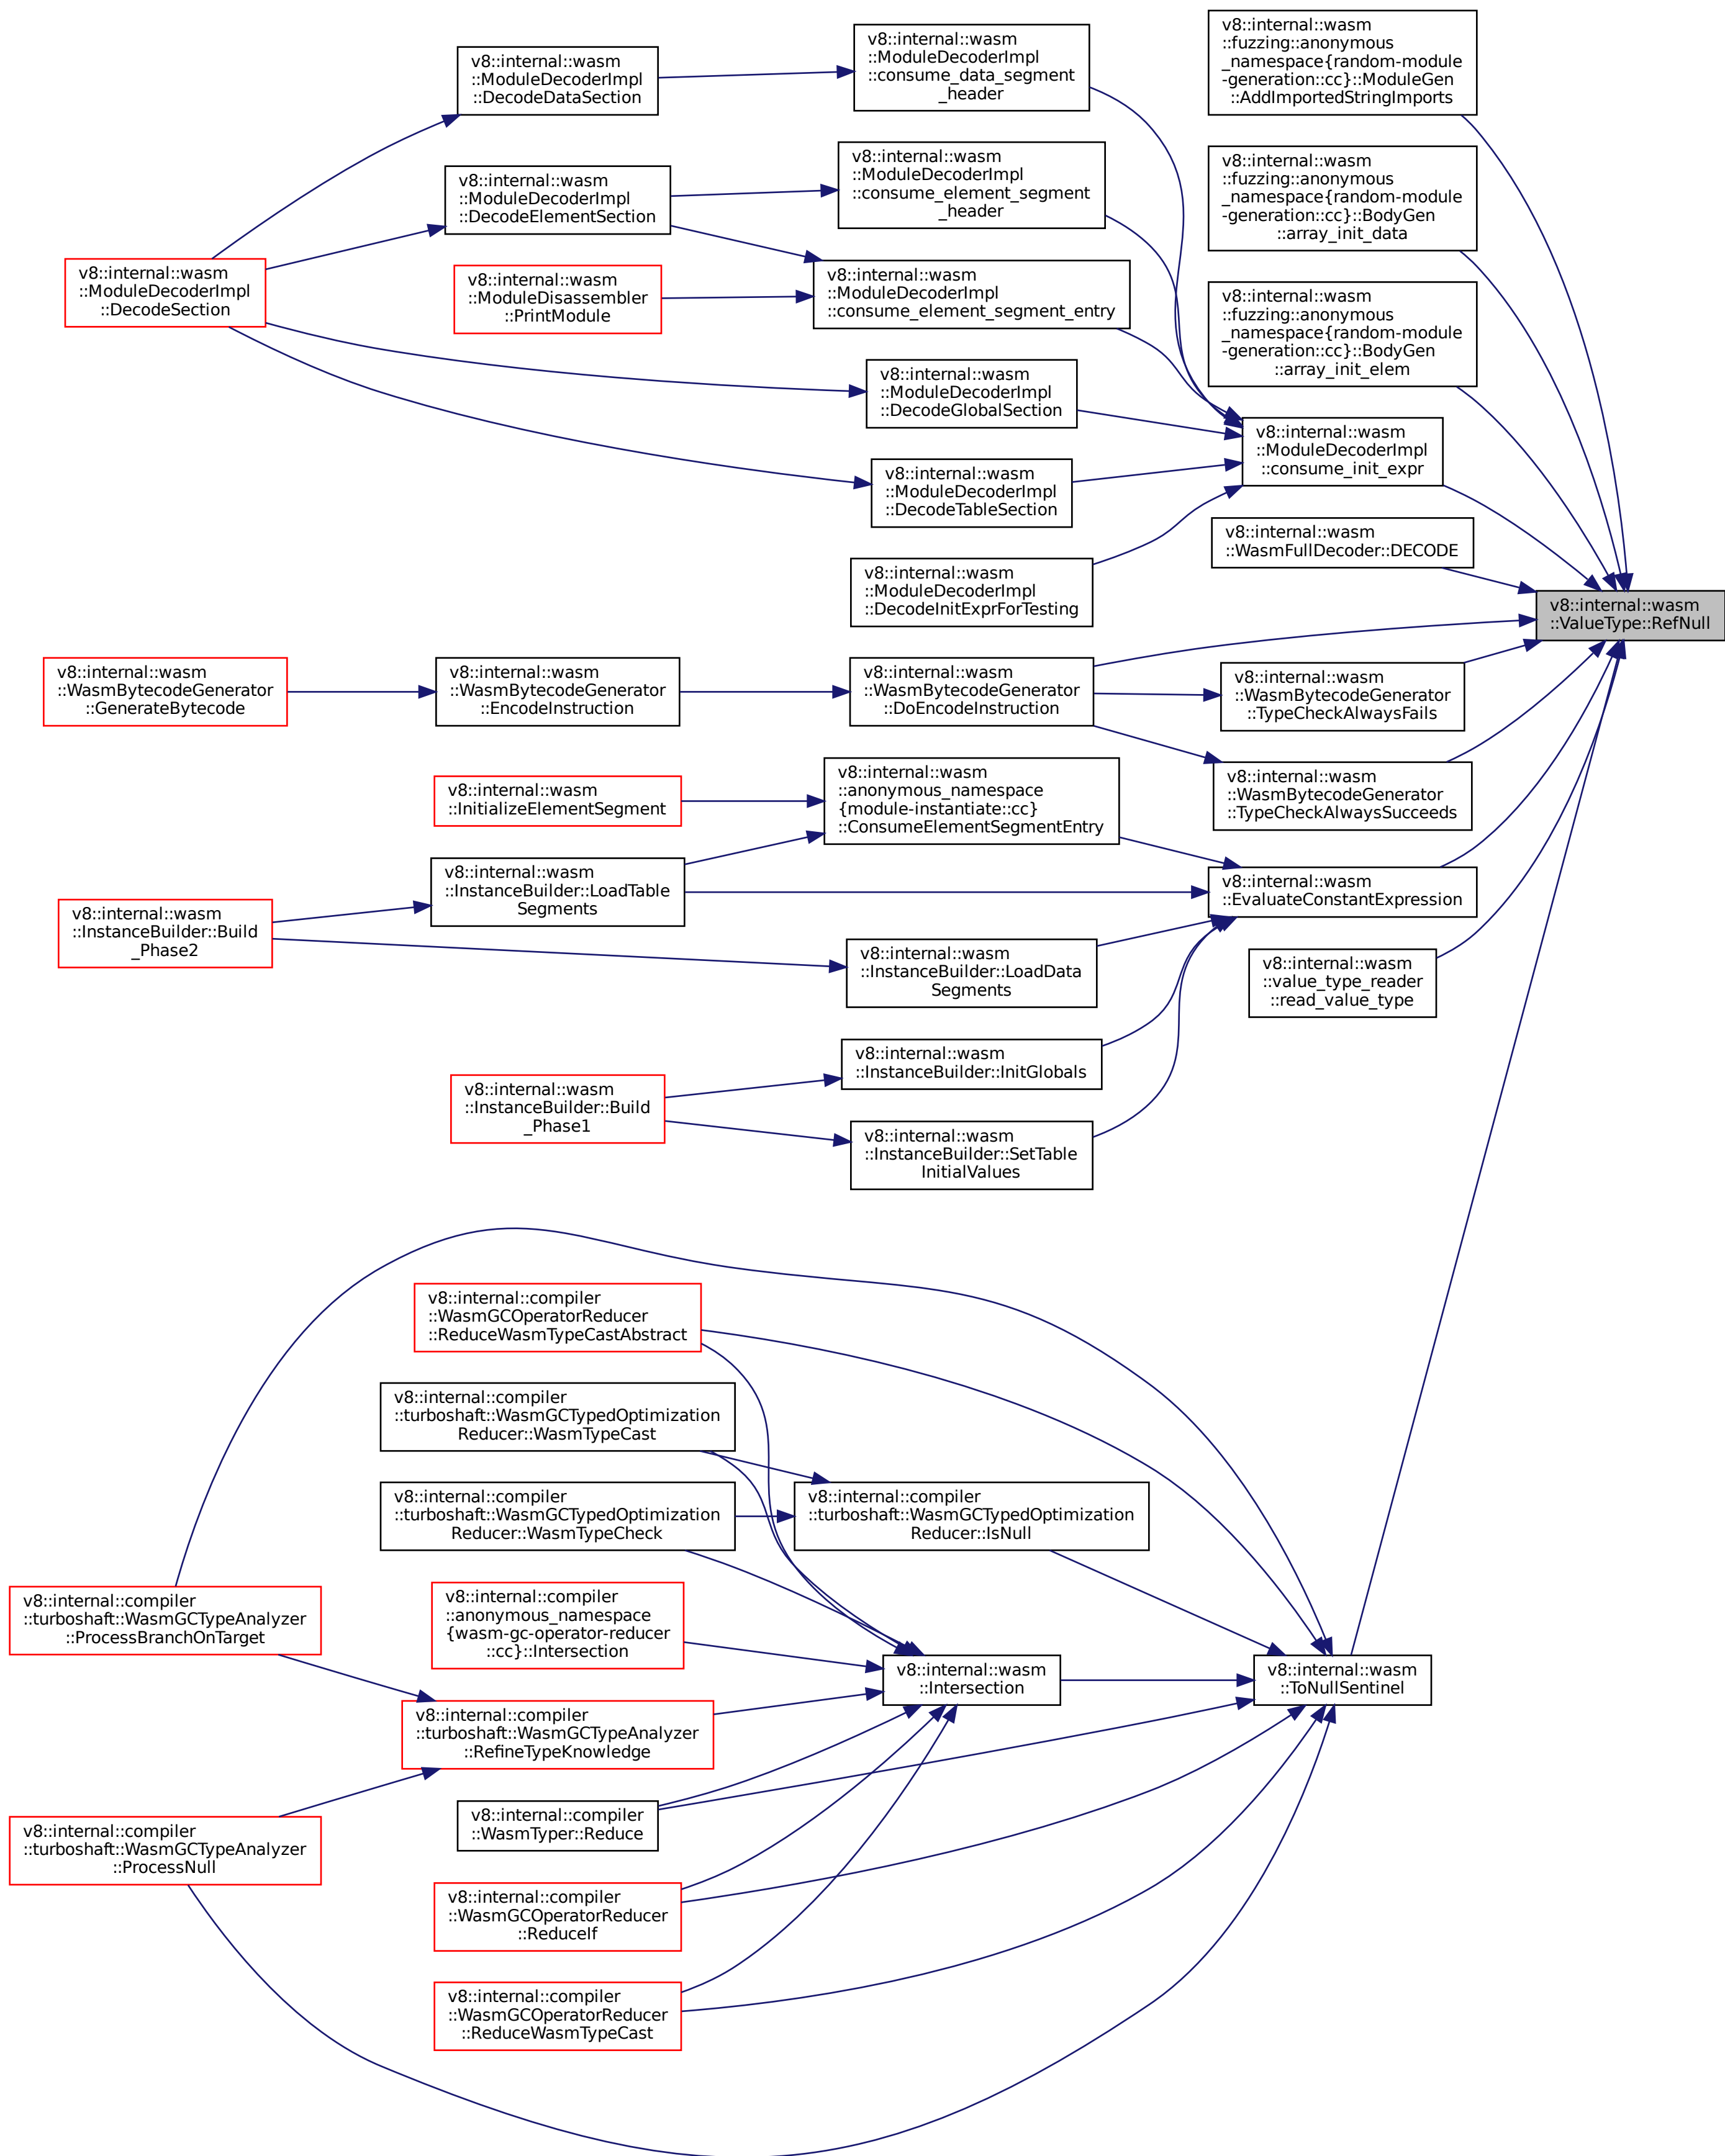 v8::internal::wasm
::fuzzing::anonymous
_namespace{random-module
-generation::cc}::ModuleGen
::AddImportedStringImports
v8::internal::wasm
::ModuleDecoderImpl
::consume_data_segment
_header
v8::internal::wasm
::ModuleDecoderImpl
::DecodeDataSection
v8::internal::wasm
::fuzzing::anonymous
_namespace{random-module
-generation::cc}::BodyGen
::array_init_data
v8::internal::wasm
::ModuleDecoderImpl
::consume_element_segment
_header
v8::internal::wasm
::ModuleDecoderImpl
::DecodeElementSection
v8::internal::wasm
::ModuleDecoderImpl
::DecodeSection
v8::internal::wasm
::ModuleDisassembler
::PrintModule
v8::internal::wasm
::ModuleDecoderImpl
::consume_element_segment_entry
v8::internal::wasm
::fuzzing::anonymous
_namespace{random-module
-generation::cc}::BodyGen
::array_init_elem
v8::internal::wasm
::ModuleDecoderImpl
::DecodeGlobalSection
v8::internal::wasm
::ModuleDecoderImpl
::consume_init_expr
v8::internal::wasm
::ModuleDecoderImpl
::DecodeTableSection
v8::internal::wasm
::WasmFullDecoder::DECODE
v8::internal::wasm
::ModuleDecoderImpl
::DecodeInitExprForTesting
v8::internal::wasm
::ValueType::RefNull
v8::internal::wasm
::WasmBytecodeGenerator
::GenerateBytecode
v8::internal::wasm
::WasmBytecodeGenerator
::EncodeInstruction
v8::internal::wasm
::WasmBytecodeGenerator
::DoEncodeInstruction
v8::internal::wasm
::WasmBytecodeGenerator
::TypeCheckAlwaysFails
v8::internal::wasm
::WasmBytecodeGenerator
::TypeCheckAlwaysSucceeds
v8::internal::wasm
::InitializeElementSegment
v8::internal::wasm
::anonymous_namespace
{module-instantiate::cc}
::ConsumeElementSegmentEntry
v8::internal::wasm
::InstanceBuilder::LoadTable
Segments
v8::internal::wasm
::EvaluateConstantExpression
v8::internal::wasm
::InstanceBuilder::Build
_Phase2
v8::internal::wasm
::InstanceBuilder::LoadData
Segments
v8::internal::wasm
::value_type_reader
::read_value_type
v8::internal::wasm
::InstanceBuilder::InitGlobals
v8::internal::wasm
::InstanceBuilder::Build
_Phase1
v8::internal::wasm
::InstanceBuilder::SetTable
InitialValues
v8::internal::compiler
::WasmGCOperatorReducer
::ReduceWasmTypeCastAbstract
v8::internal::compiler
::turboshaft::WasmGCTypedOptimization
Reducer::WasmTypeCast
v8::internal::compiler
::turboshaft::WasmGCTypedOptimization
Reducer::WasmTypeCheck
v8::internal::compiler
::turboshaft::WasmGCTypedOptimization
Reducer::IsNull
v8::internal::compiler
::turboshaft::WasmGCTypeAnalyzer
::ProcessBranchOnTarget
v8::internal::compiler
::anonymous_namespace
{wasm-gc-operator-reducer
::cc}::Intersection
v8::internal::wasm
::Intersection
v8::internal::wasm
::ToNullSentinel
v8::internal::compiler
::turboshaft::WasmGCTypeAnalyzer
::RefineTypeKnowledge
v8::internal::compiler
::WasmTyper::Reduce
v8::internal::compiler
::turboshaft::WasmGCTypeAnalyzer
::ProcessNull
v8::internal::compiler
::WasmGCOperatorReducer
::ReduceIf
v8::internal::compiler
::WasmGCOperatorReducer
::ReduceWasmTypeCast